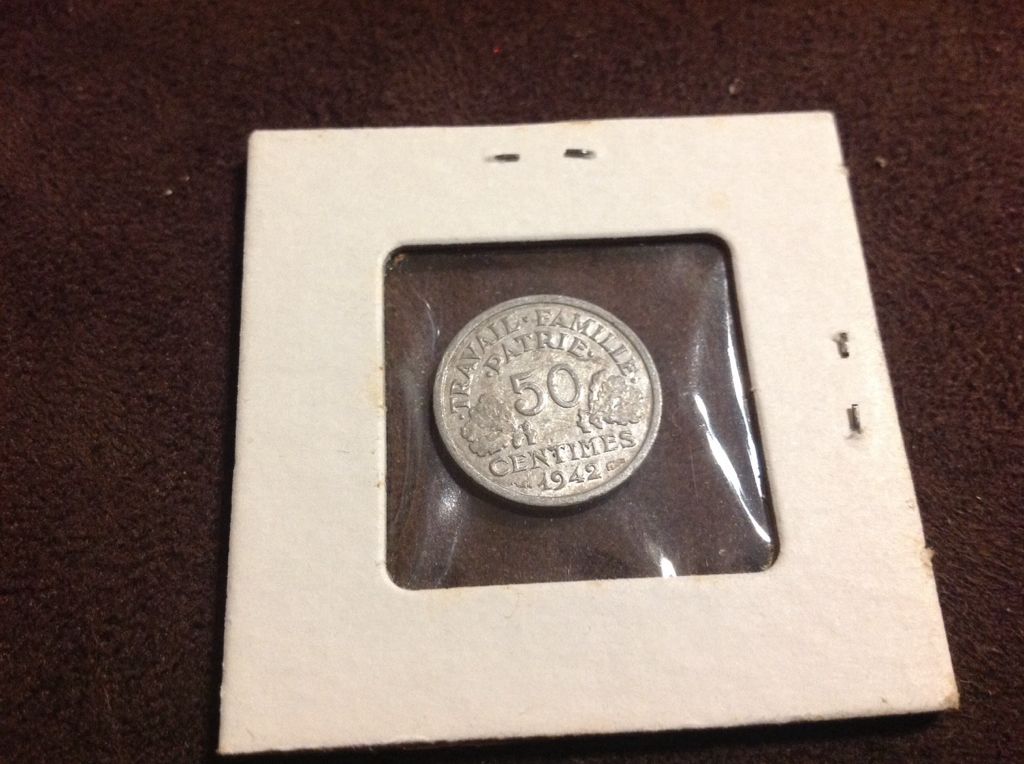 ·TRAVAIL·FAMILLE·
·PATRIE·
50
CENTIMES
1942